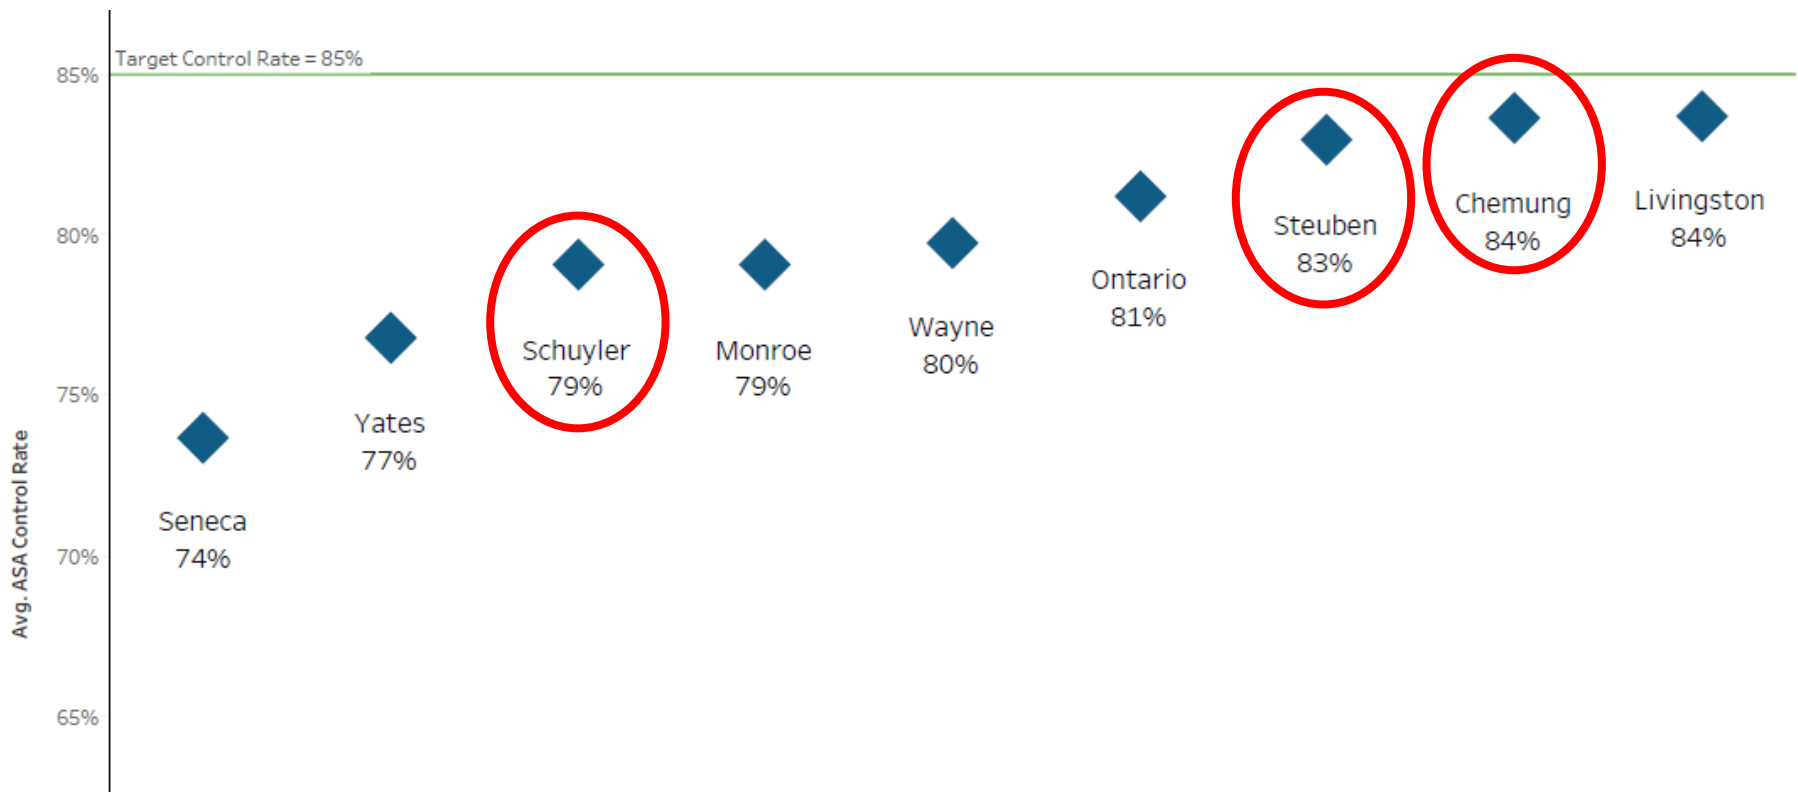 Target Control Rate = 85%
85%
80%
75%
70%
65%
Avg. ASA Control Rate
Seneca
74%
Yates
77%
Schuyler
79%
Monroe
79%
Wayne
80%
Ontario
81%
Steuben
83%
Chemung
84%
Livingston
84%